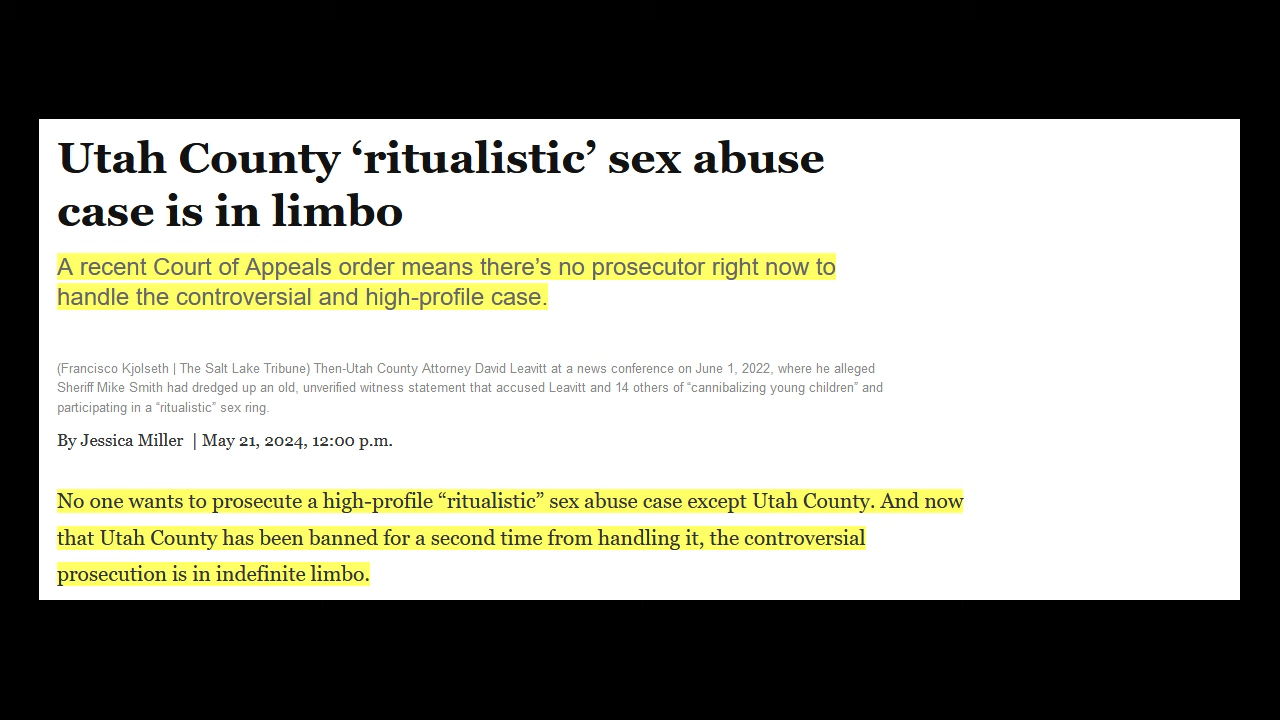 Utah County ‘ritualistic’ sex abuse
case is in limbo
A recent Court of Appeals order means there’s no prosecutor right now to
handle the controversial and high-profile case.
(Francisco Kjolseth | The Salt Lake Tribune) Then-Utah County Attorney David Leavitt at a news conference on June 1, 2022, where he alleged
Sheriff Mike Smith had dredged up an old, unverified witness statement that accused Leavitt and 14 others of “cannibalizing young children” and
participating in a “ritualistic” sex ring.
By Jessica Miller | May 21, 2024, 12:00 p.m.
No one wants to prosecute a high-profile “ritualistic” sex abuse case except Utah County. And now
that Utah County has been banned for a second time from handling it, the controversial
prosecution is in indefinite limbo.